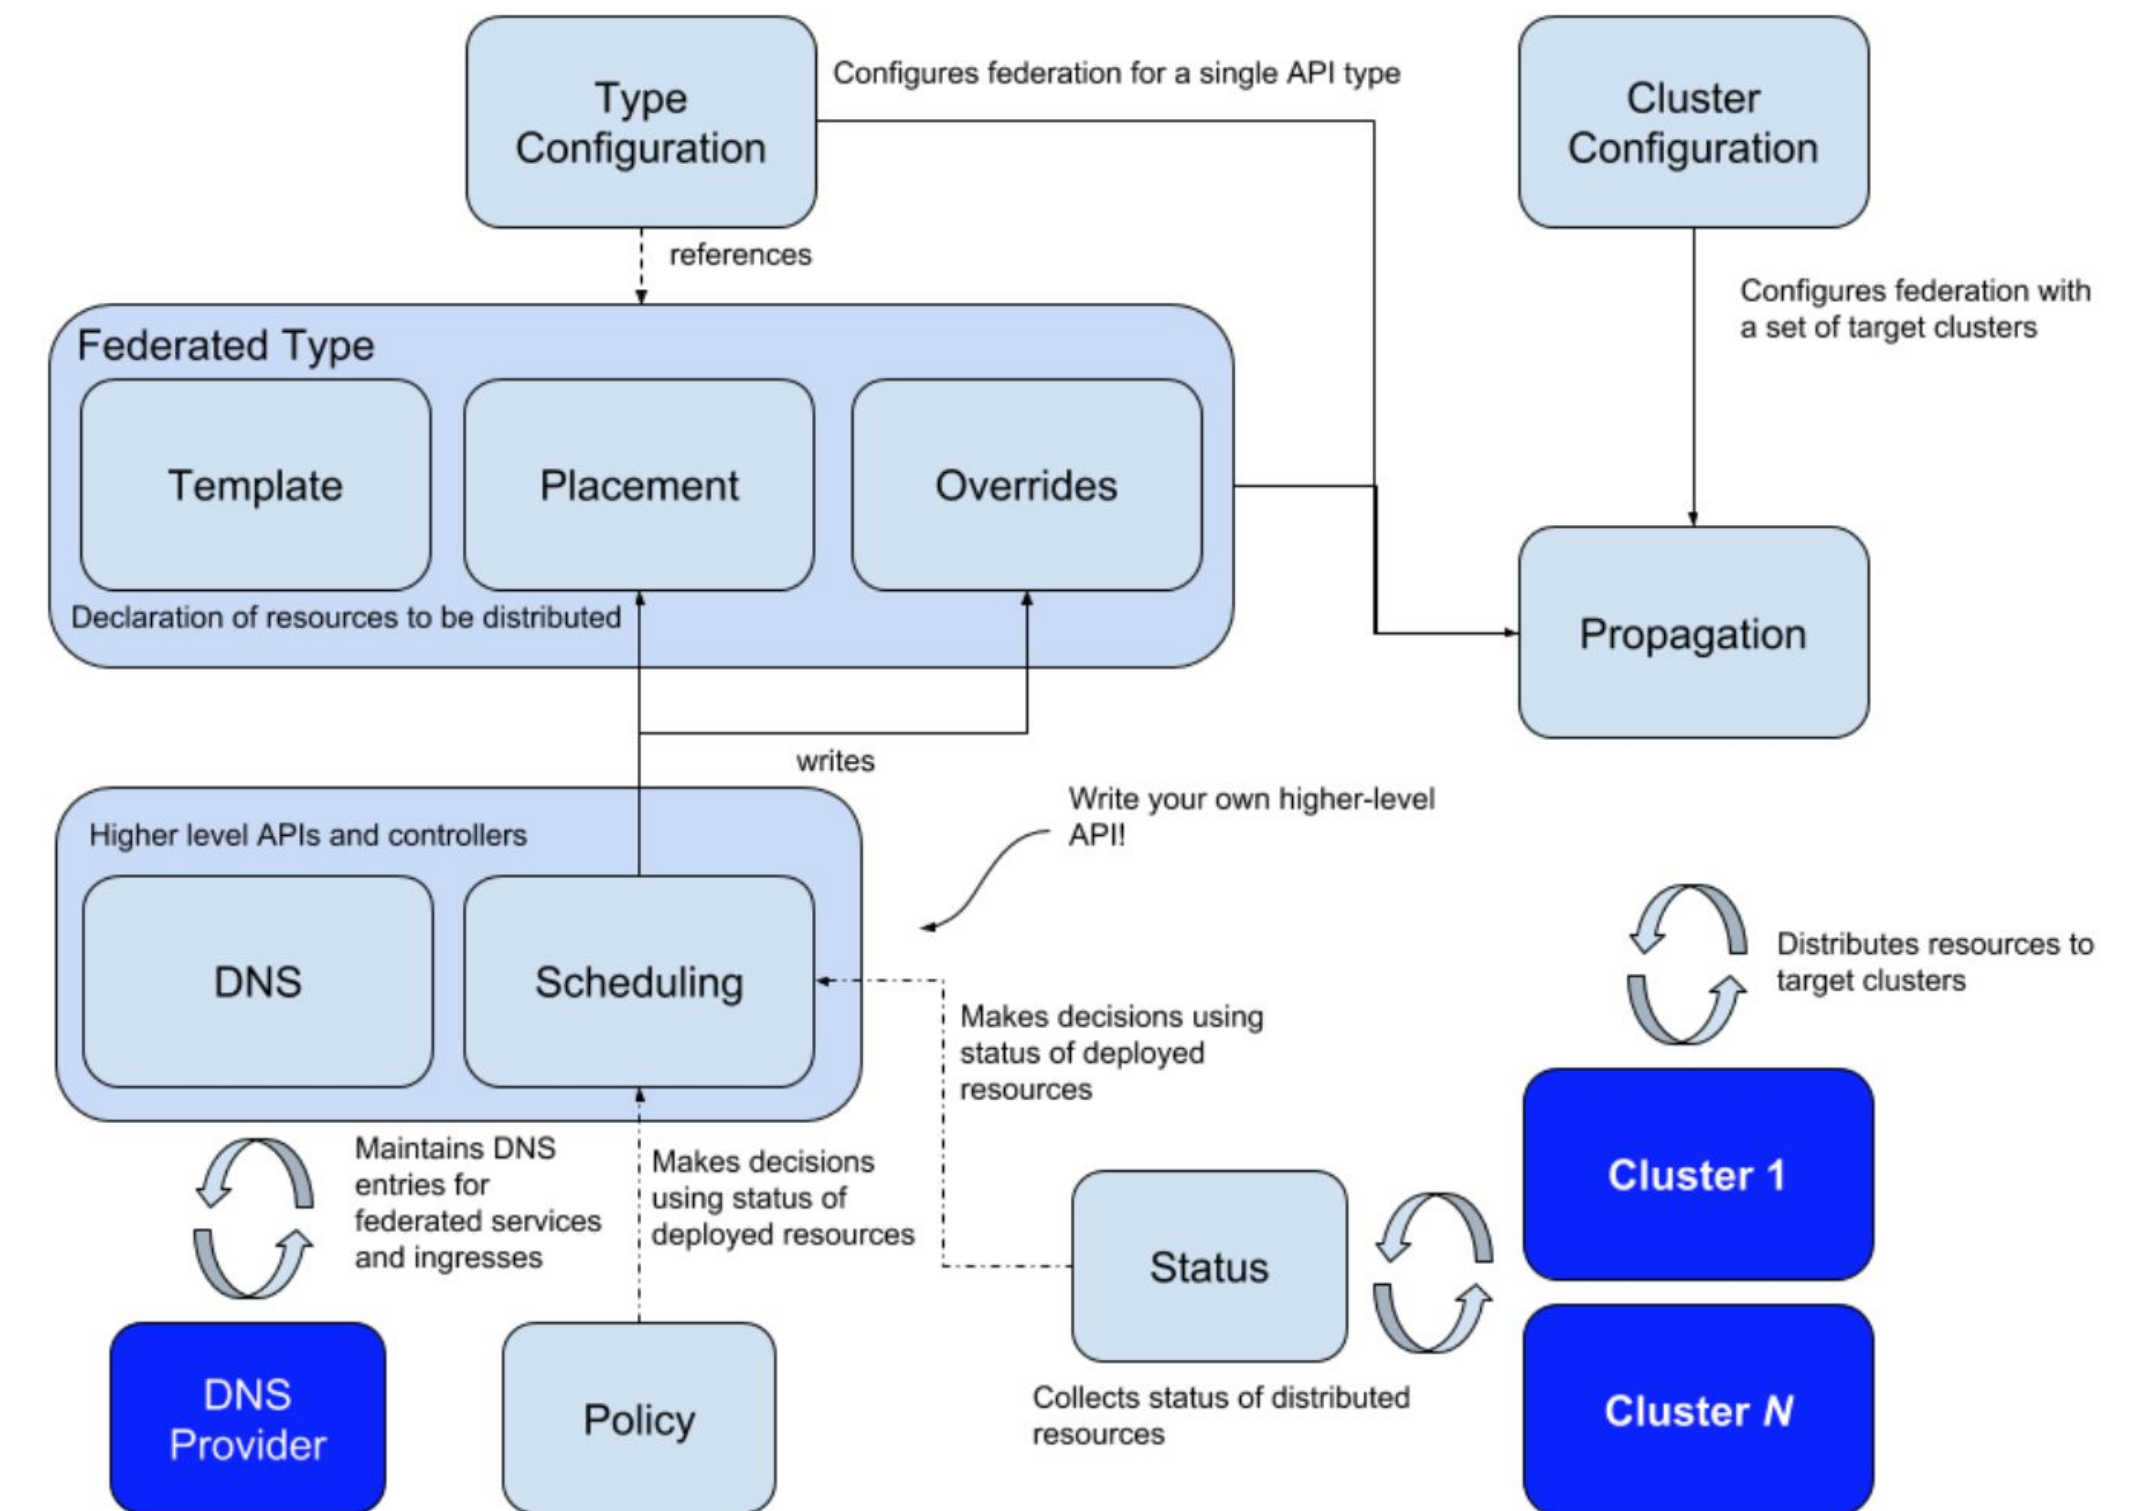 Type
Configuration
Configures federation for a single API type
Cluster
Configuration
references
Configures federation with
a set of target clusters
Federated Type
Template
Placement
Overrides
Declaration of resources to be distributed
Propagation
writes
Write your own higher-level
API!
Higher level APIs and controllers
DNS
Scheduling
Distributes resources to
target clusters
Makes decisions using
status of deployed
resources
Maintains DNS
entries for
federated services
and ingresses
Makes decisions
using status of
deployed resources
Cluster 1
Status
Collects status of distributed
resources
Cluster N
DNS
Provider
Policy